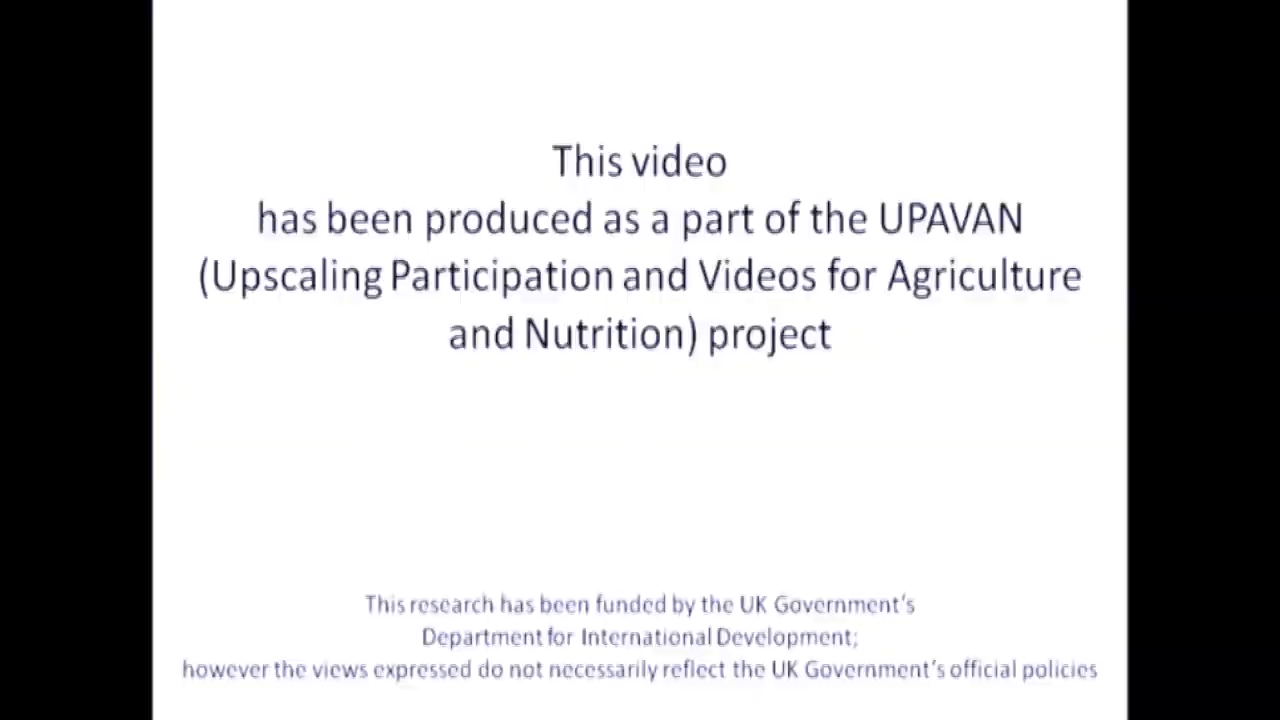 This video
has been produced as a part of the UPAVAN
(Upscaling Participation and Videos for Agriculture
and Nutrition) project
This research has been funded by the UK Government's
Department for International Development;
however the views expressed do not necessarily reflect the UK Government's official policies